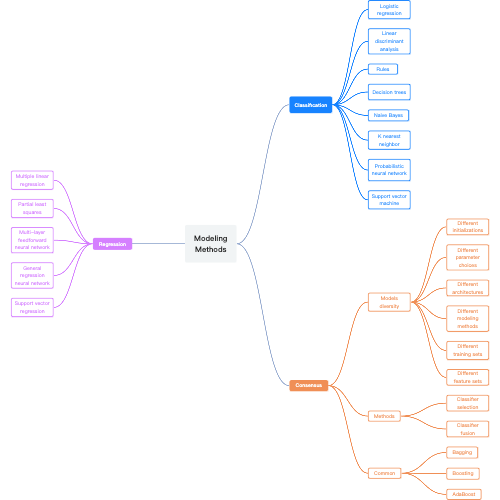 Modeling
Methods
Classification
Logistic
regression
Linear
discriminant
analysis
Rules
Decision trees
Naies Bayes
K nearest
neighbor
Probabilistic
neural network
Support vector
machine
Regression
Multiple linear
regression
Partial least
squares
Multi-layer
feedforward
neural network
General
regression
neural network
Support vector
regression
Consensus
Models
diversity
Different
initializations
Different
parameter
choices
Different
architectures
Different
modeling
methods
Different
training sets
Different
feature sets
Methods
Classifier
selection
Classifier
fusion
Common
Bagging
Boosting
AdaBoost